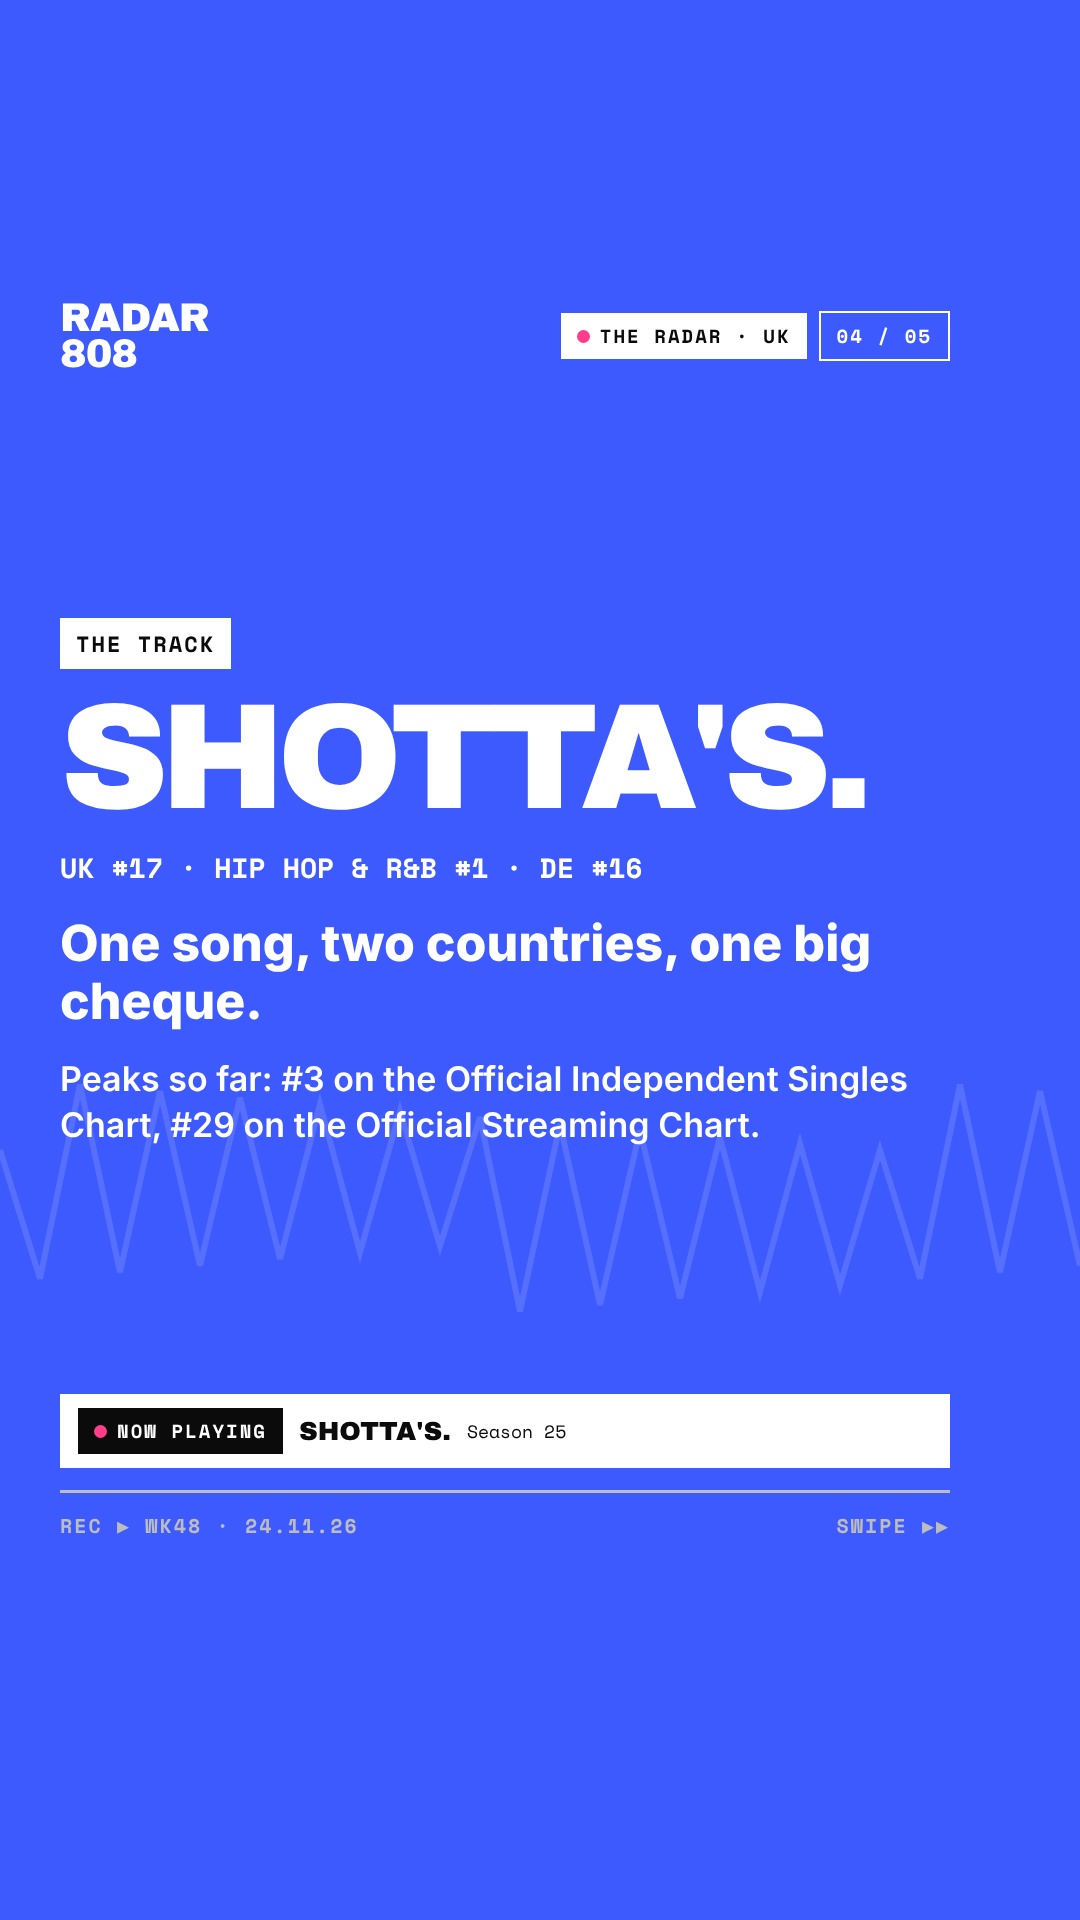 RADAR
808
THE RADAR · UK
04 / 05
THE TRACK
SHOTTA'S.
UK #17 · HIP HOP & R&B #1 · DE #16
One song, two countries, one big
cheque.
Peaks so far: #3 on the Official Independent Singles
Chart, #29 on the Official Streaming Chart.
NOW PLAYING SHOTTA'S. Season 25
REC ▶ WK48 · 24.11.26
SWIPE ▶▶